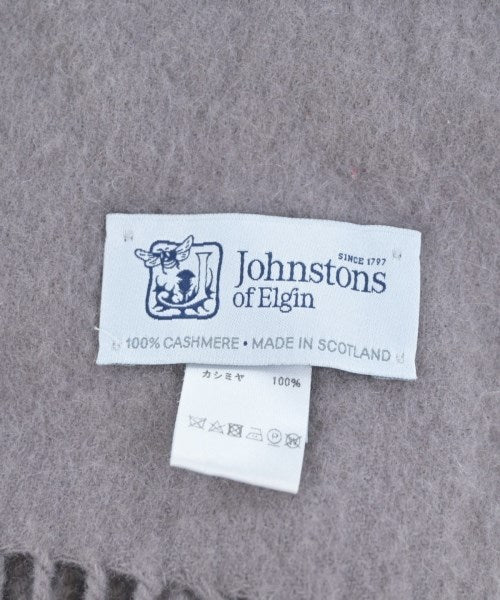 SINCE 1797
Johnstons
of Elgin
100% CASHMERE • MADE IN SCOTLAND
カシミヤ 100%